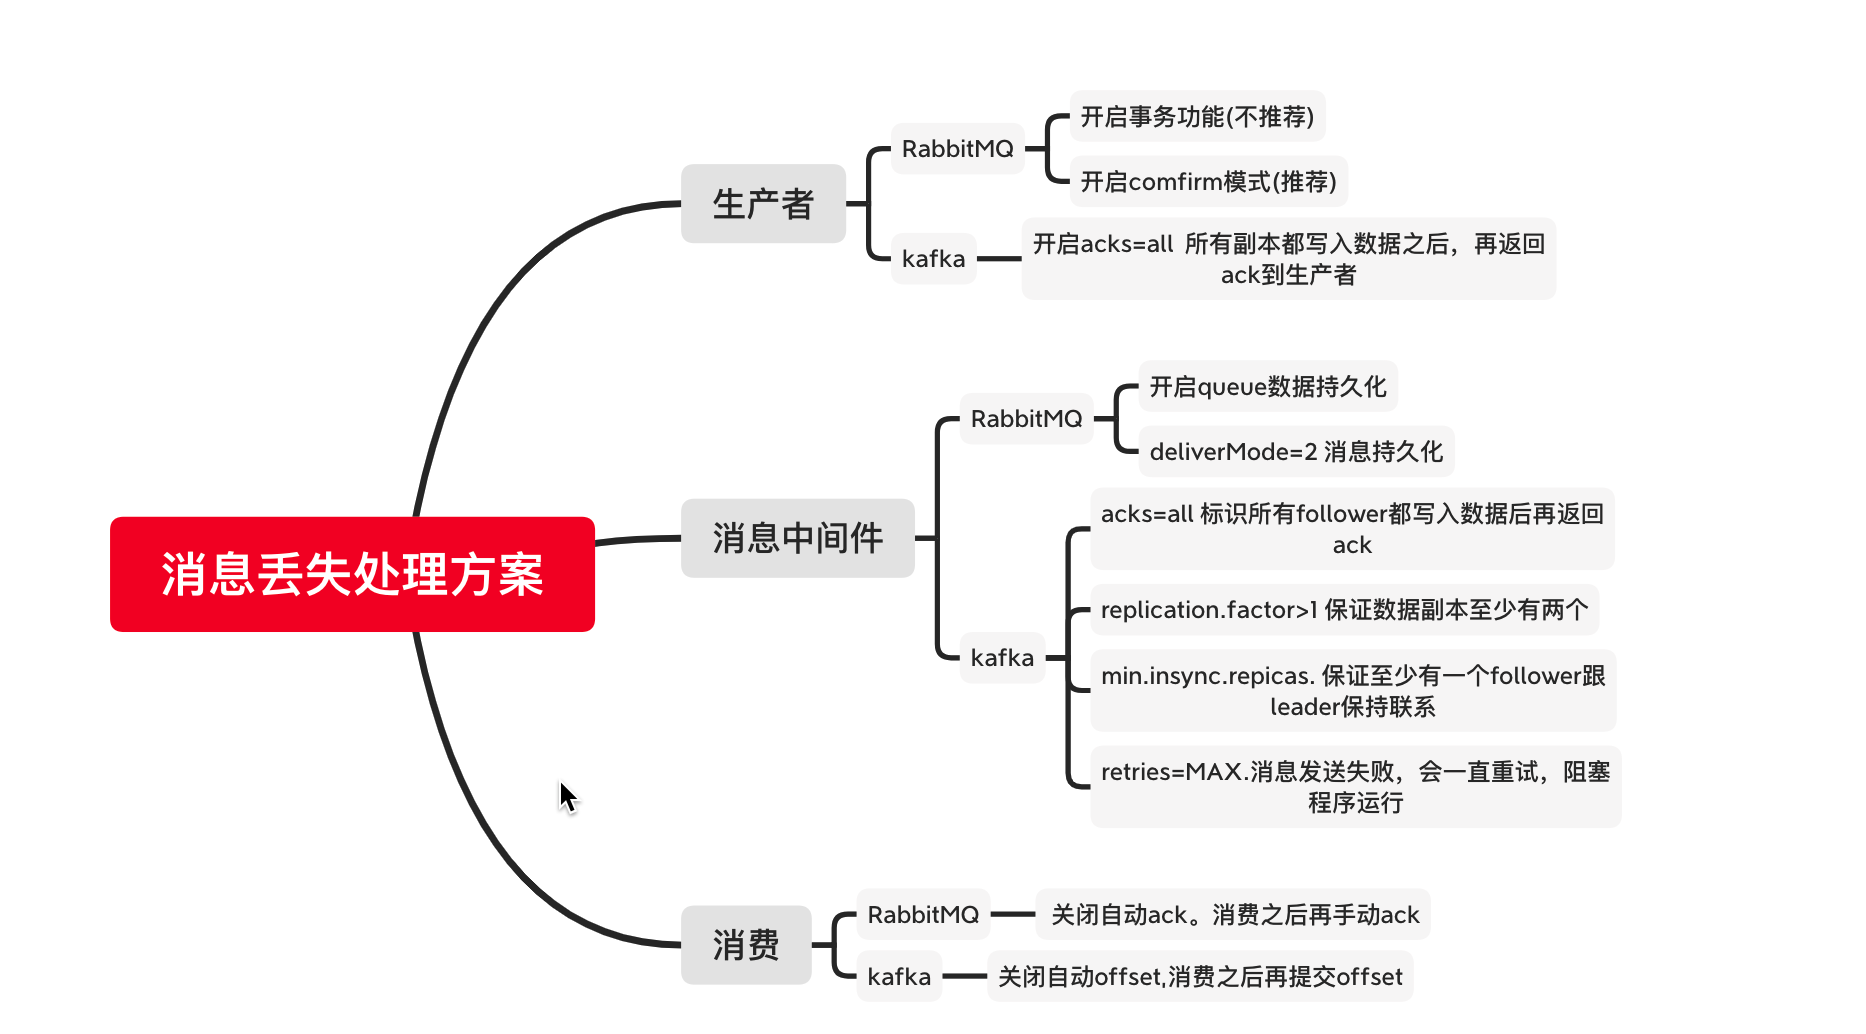 消息丢失处理方案
生产者
RabbitMQ
开启事务功能(不推荐)
开启comfirm模式(推荐)
kafka
开启acks=all 所有副本都写入数据之后，再返回
ack到生产者
消息中间件
RabbitMQ
开启queue数据持久化
deliverMode=2 消息持久化
kafka
acks=all 标识所有follower都写入数据后再返回
ack
replication.factor>1 保证数据副本至少有两个
min.insync.repicas. 保证至少有一个follower跟
leader保持联系
retries=MAX.消息发送失败，会一直重试，阻塞
程序运行
消费
RabbitMQ
关闭自动ack。消费之后再手动ack
kafka
关闭自动offset,消费之后再提交offset